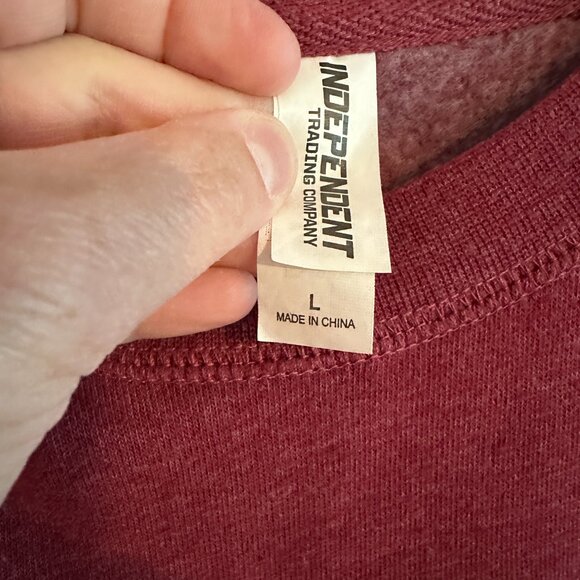 INDEPENDENT
TRADING COMPANY
L
MADE IN CHINA